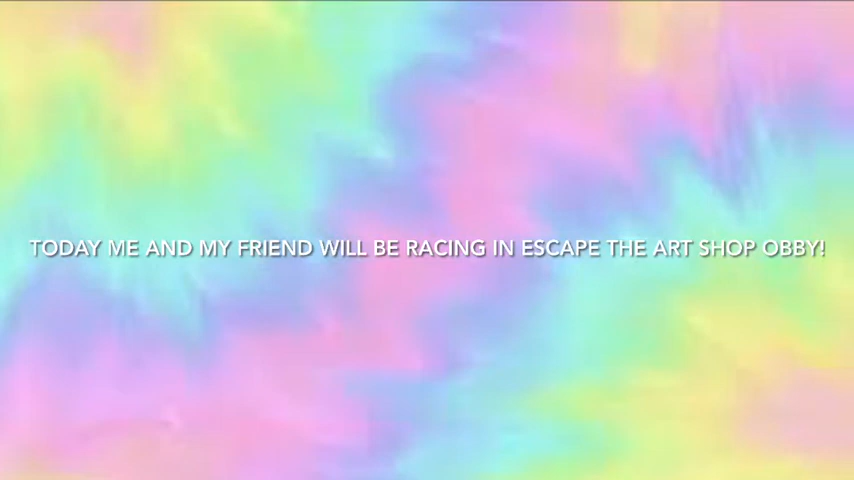 TODAY ME AND MY FRIEND WILL BE RACING IN ESCAPE THE ART SHOP OBBY!